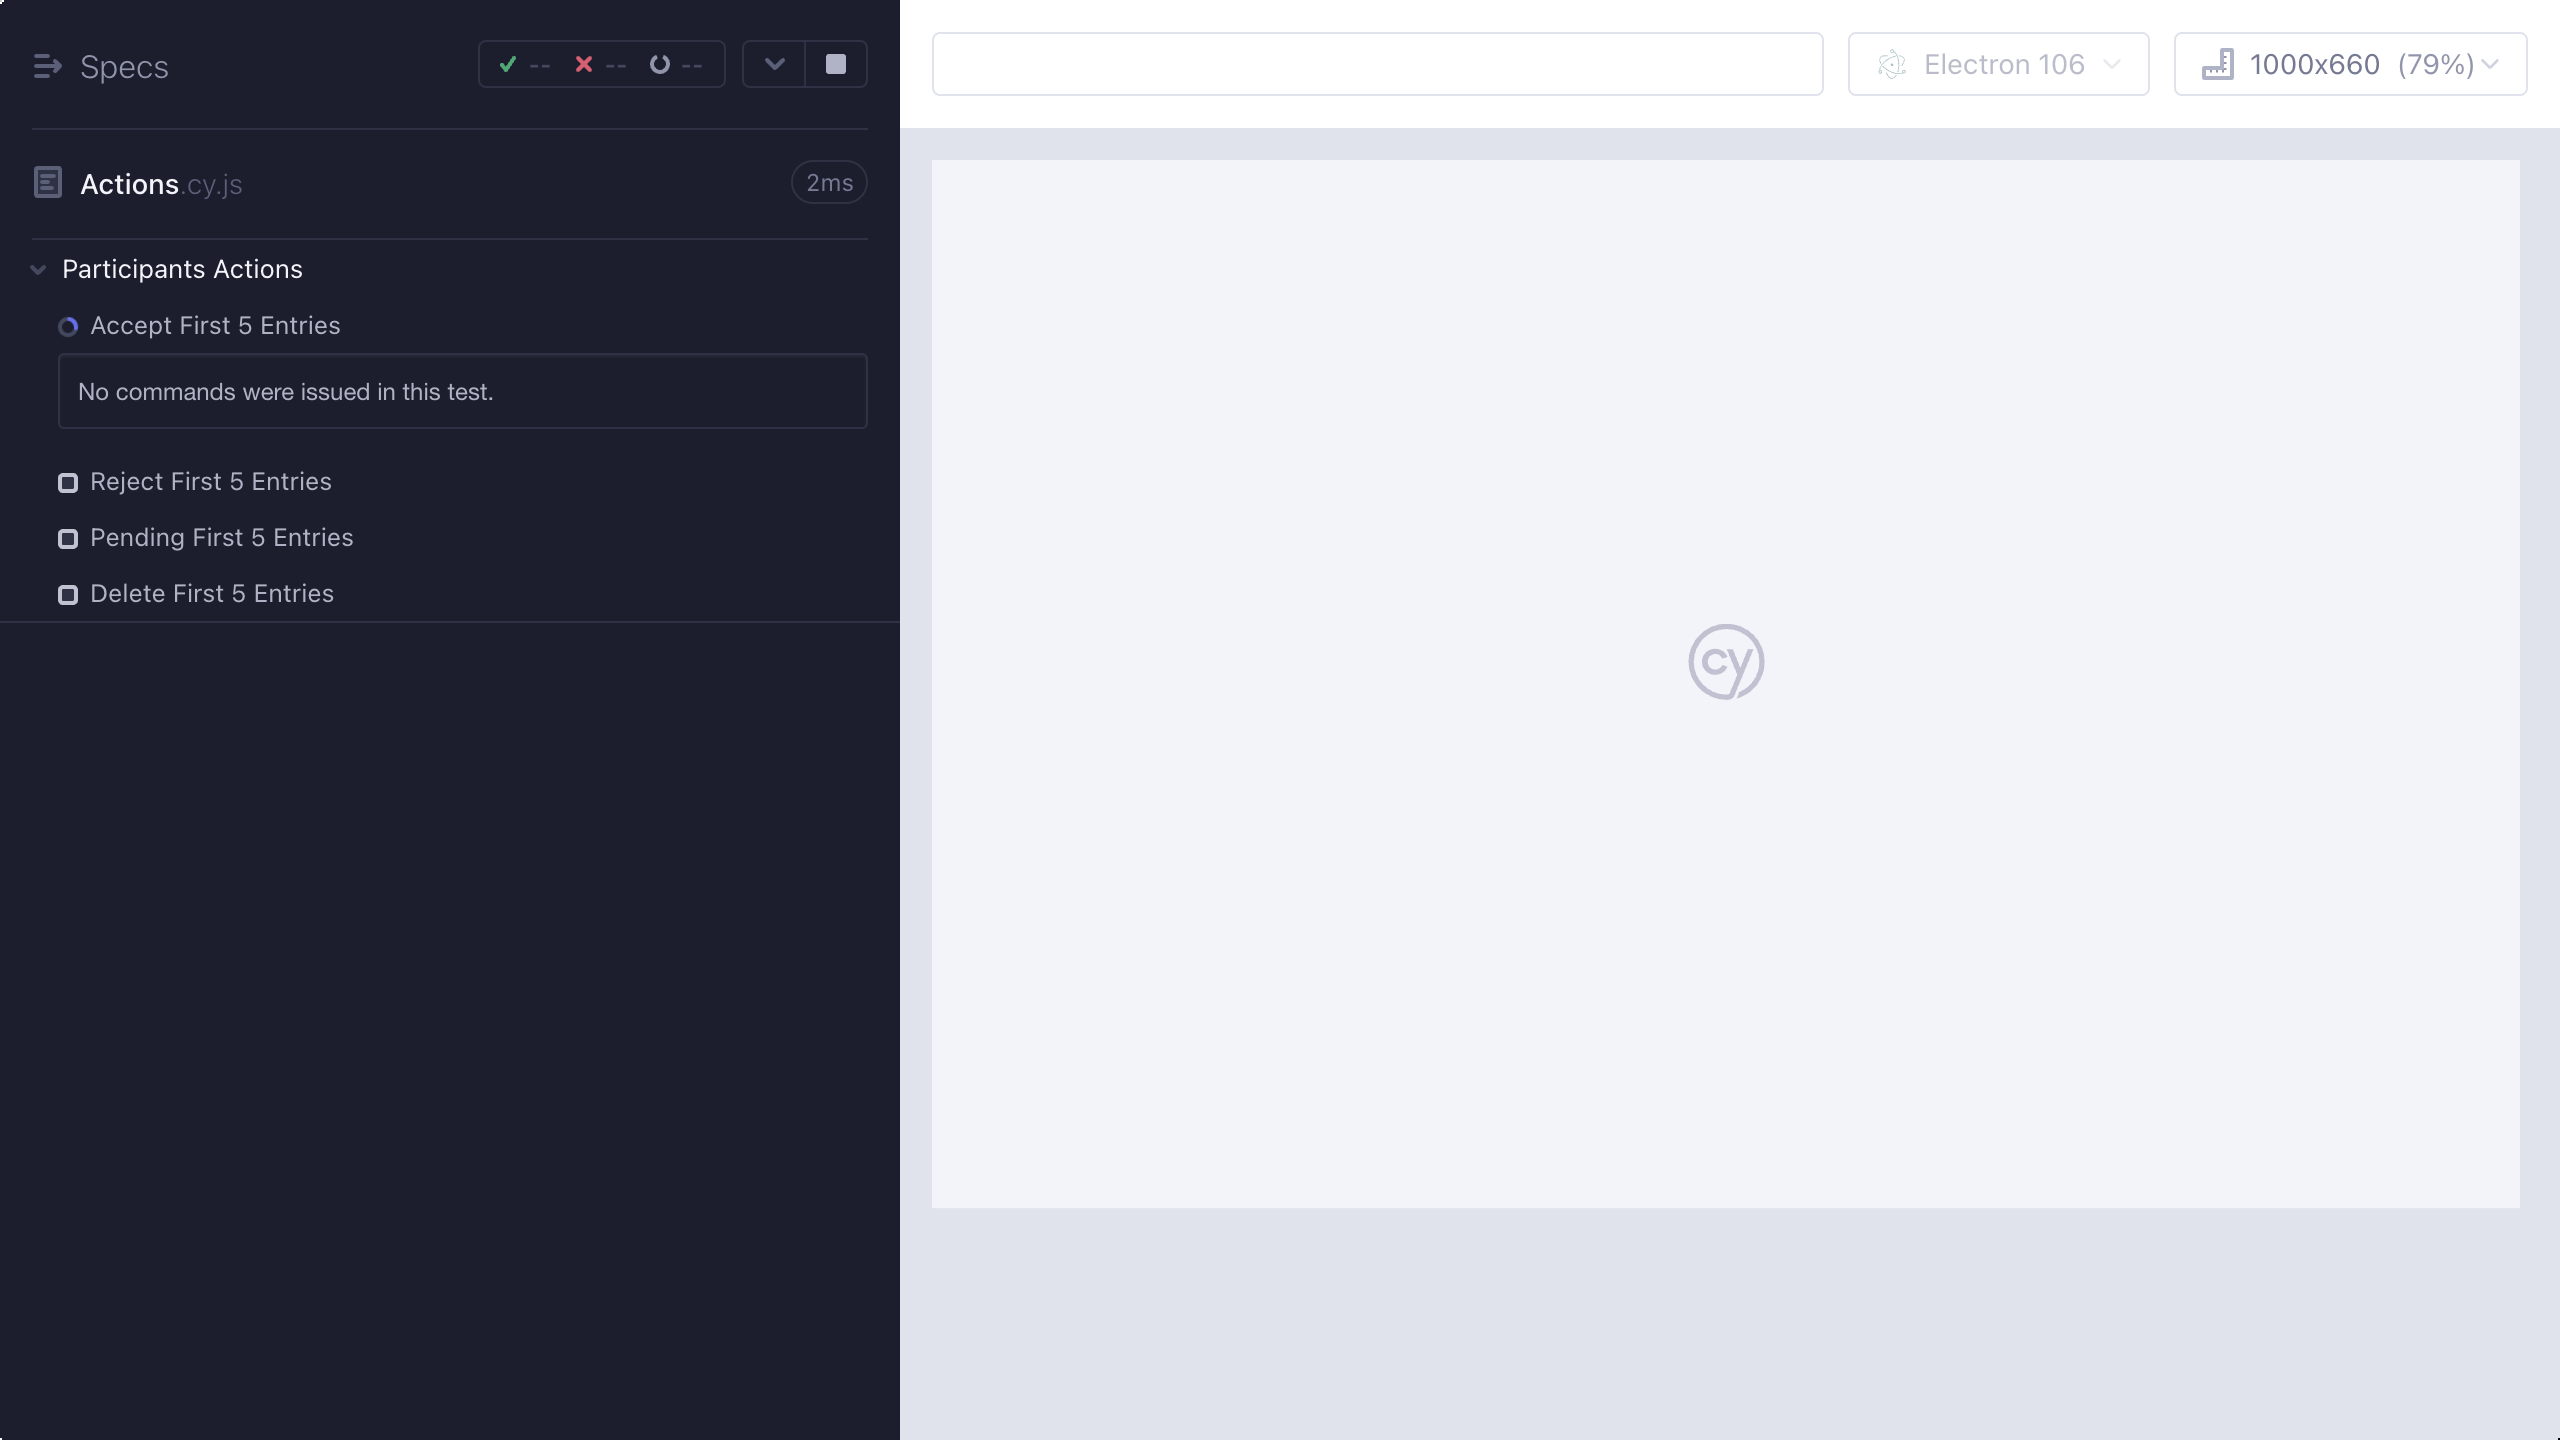 Specs
-- -- --
Electron 106
1000x660 (79%)
Actions.cy.js
2ms
Participants Actions
Accept First 5 Entries
No commands were issued in this test.
Reject First 5 Entries
Pending First 5 Entries
Delete First 5 Entries
cy